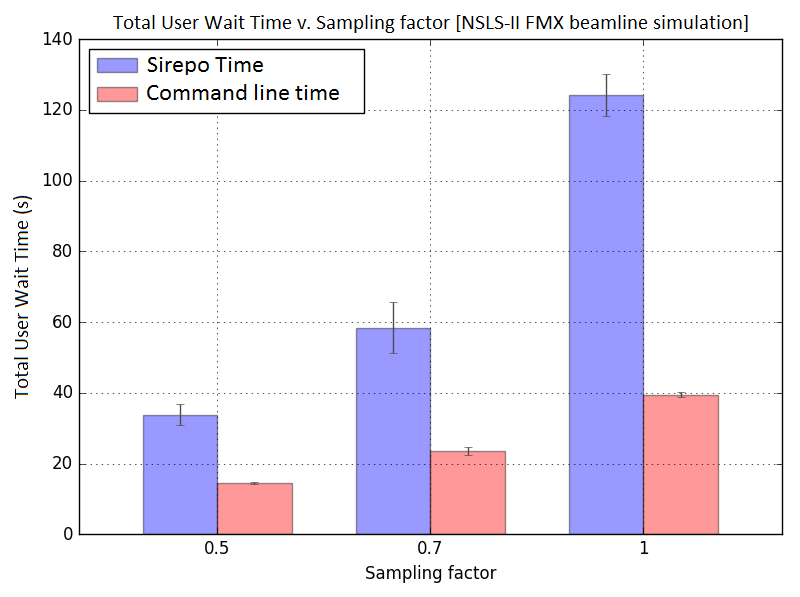 Total User Wait Time v. Sampling factor [NSLS-II FMX beamline simulation]
Sirepo Time
Command line time
Total User Wait Time (s)
140
120
100
80
60
40
20
0
0.5 0.7 1
Sampling factor